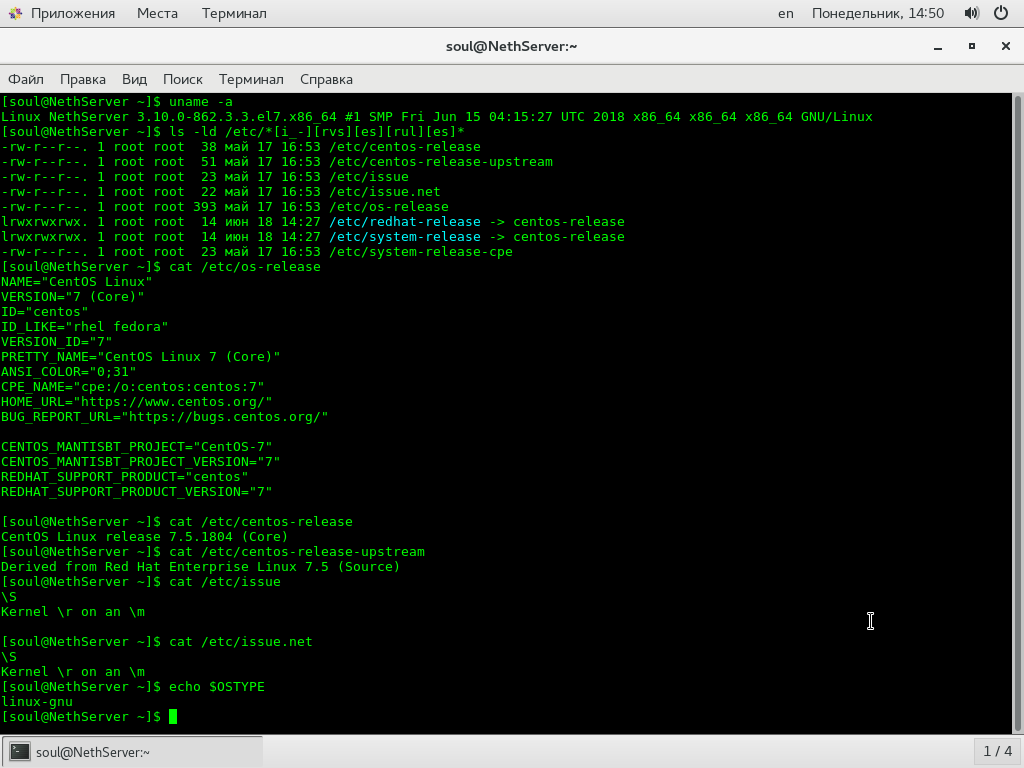 Приложения Места Терминал en Понедельник, 14:50
soul@NethServer:~
Файл Правка Вид Поиск Терминал Справка
[soul@NethServer ~]$ uname -a
Linux NethServer 3.10.0-862.3.3.el7.x86_64 #1 SMP Fri Jun 15 04:15:27 UTC 2018 x86_64 x86_64 x86_64 GNU/Linux
[soul@NethServer ~]$ ls -ld /etc/*[i_-][rvs][es][rul][es]*
-rw-r--r--. 1 root root  38 май 17 16:53 /etc/centos-release
-rw-r--r--. 1 root root  51 май 17 16:53 /etc/centos-release-upstream
-rw-r--r--. 1 root root  23 май 17 16:53 /etc/issue
-rw-r--r--. 1 root root  22 май 17 16:53 /etc/issue.net
-rw-r--r--. 1 root root 393 май 17 16:53 /etc/os-release
lrwxrwxrwx. 1 root root  14 июн 18 14:27 /etc/redhat-release -> centos-release
lrwxrwxrwx. 1 root root  14 июн 18 14:27 /etc/system-release -> centos-release
-rw-r--r--. 1 root root  23 май 17 16:53 /etc/system-release-cpe
[soul@NethServer ~]$ cat /etc/os-release
NAME="CentOS Linux"
VERSION="7 (Core)"
ID="centos"
ID_LIKE="rhel fedora"
VERSION_ID="7"
PRETTY_NAME="CentOS Linux 7 (Core)"
ANSI_COLOR="0;31"
CPE_NAME="cpe:/o:centos:centos:7"
HOME_URL="https://www.centos.org/"
BUG_REPORT_URL="https://bugs.centos.org/"

CENTOS_MANTISBT_PROJECT="CentOS-7"
CENTOS_MANTISBT_PROJECT_VERSION="7"
REDHAT_SUPPORT_PRODUCT="centos"
REDHAT_SUPPORT_PRODUCT_VERSION="7"

[soul@NethServer ~]$ cat /etc/centos-release
CentOS Linux release 7.5.1804 (Core)
[soul@NethServer ~]$ cat /etc/centos-release-upstream
Derived from Red Hat Enterprise Linux 7.5 (Source)
[soul@NethServer ~]$ cat /etc/issue
\S
Kernel \r on an \m

[soul@NethServer ~]$ cat /etc/issue.net
\S
Kernel \r on an \m
[soul@NethServer ~]$ echo $OSTYPE
linux-gnu
[soul@NethServer ~]$
soul@NethServer:~ 1 / 4